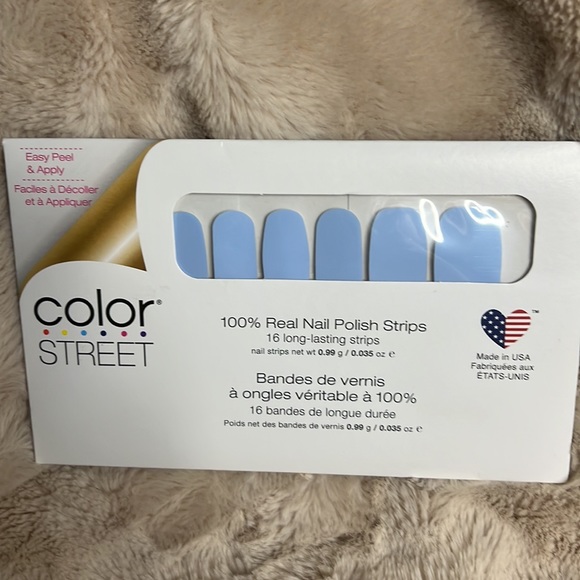 Easy Peel
& Apply
Faciles à Décoller
et à Appliquer
color®
STREET
100% Real Nail Polish Strips
16 long-lasting strips
nail strips net wt 0.99 g / 0.035 oz ℮
Bandes de vernis
à ongles véritable à 100%
16 bandes de longue durée
Poids net des bandes de vernis 0.99 g / 0.035 oz ℮
™
Made in USA
Fabriquées aux
ÉTATS-UNIS